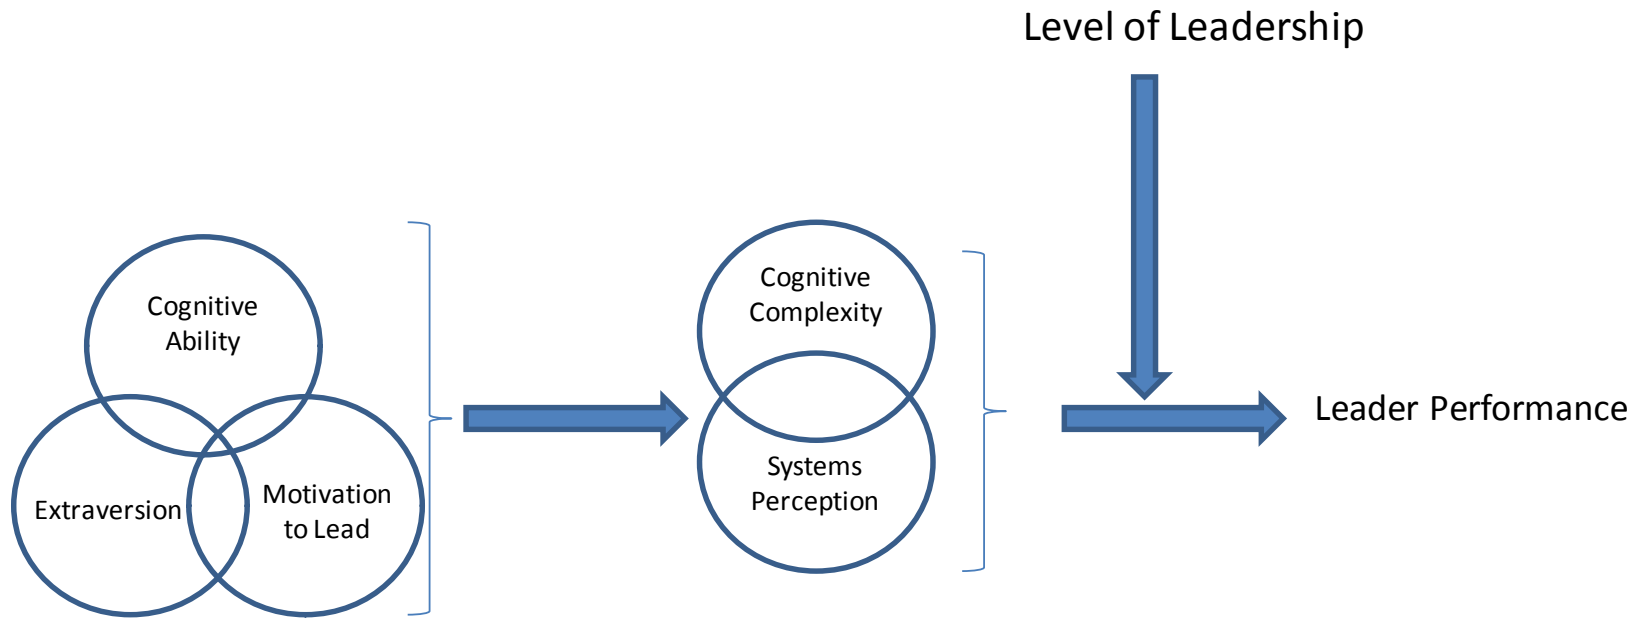 Level of Leadership
Cognitive
Ability
Extraversion
Motivation
to Lead
Cognitive
Complexity
Systems
Perception
Leader Performance